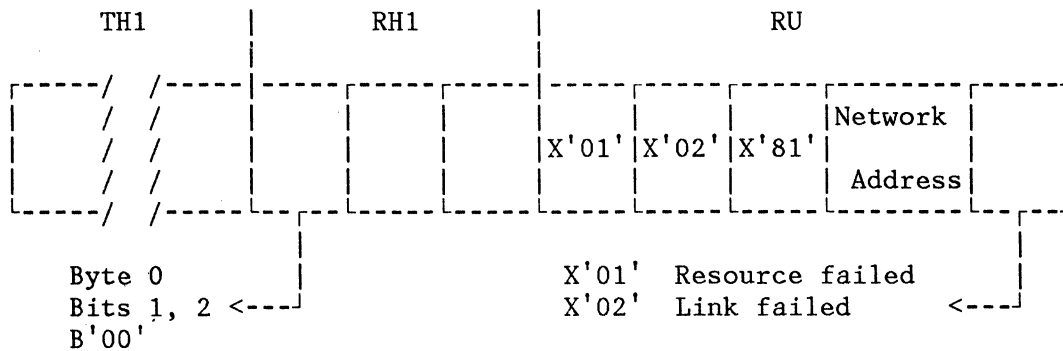 TH1 RH1 RU
Network
X'01' X'02' X'81'
Address
Byte 0 X'01' Resource failed
Bits 1, 2 X'02' Link failed
B'00'